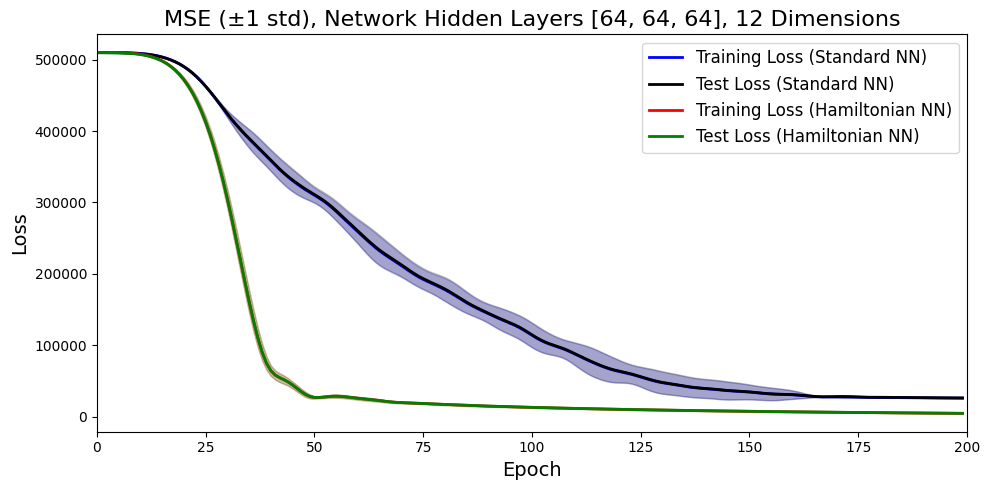 MSE (±1 std), Network Hidden Layers [64, 64, 64], 12 Dimensions
Training Loss (Standard NN)
Test Loss (Standard NN)
Training Loss (Hamiltonian NN)
Test Loss (Hamiltonian NN)
Loss
500000
400000
300000
200000
100000
0
0 25 50 75 100 125 150 175 200
Epoch